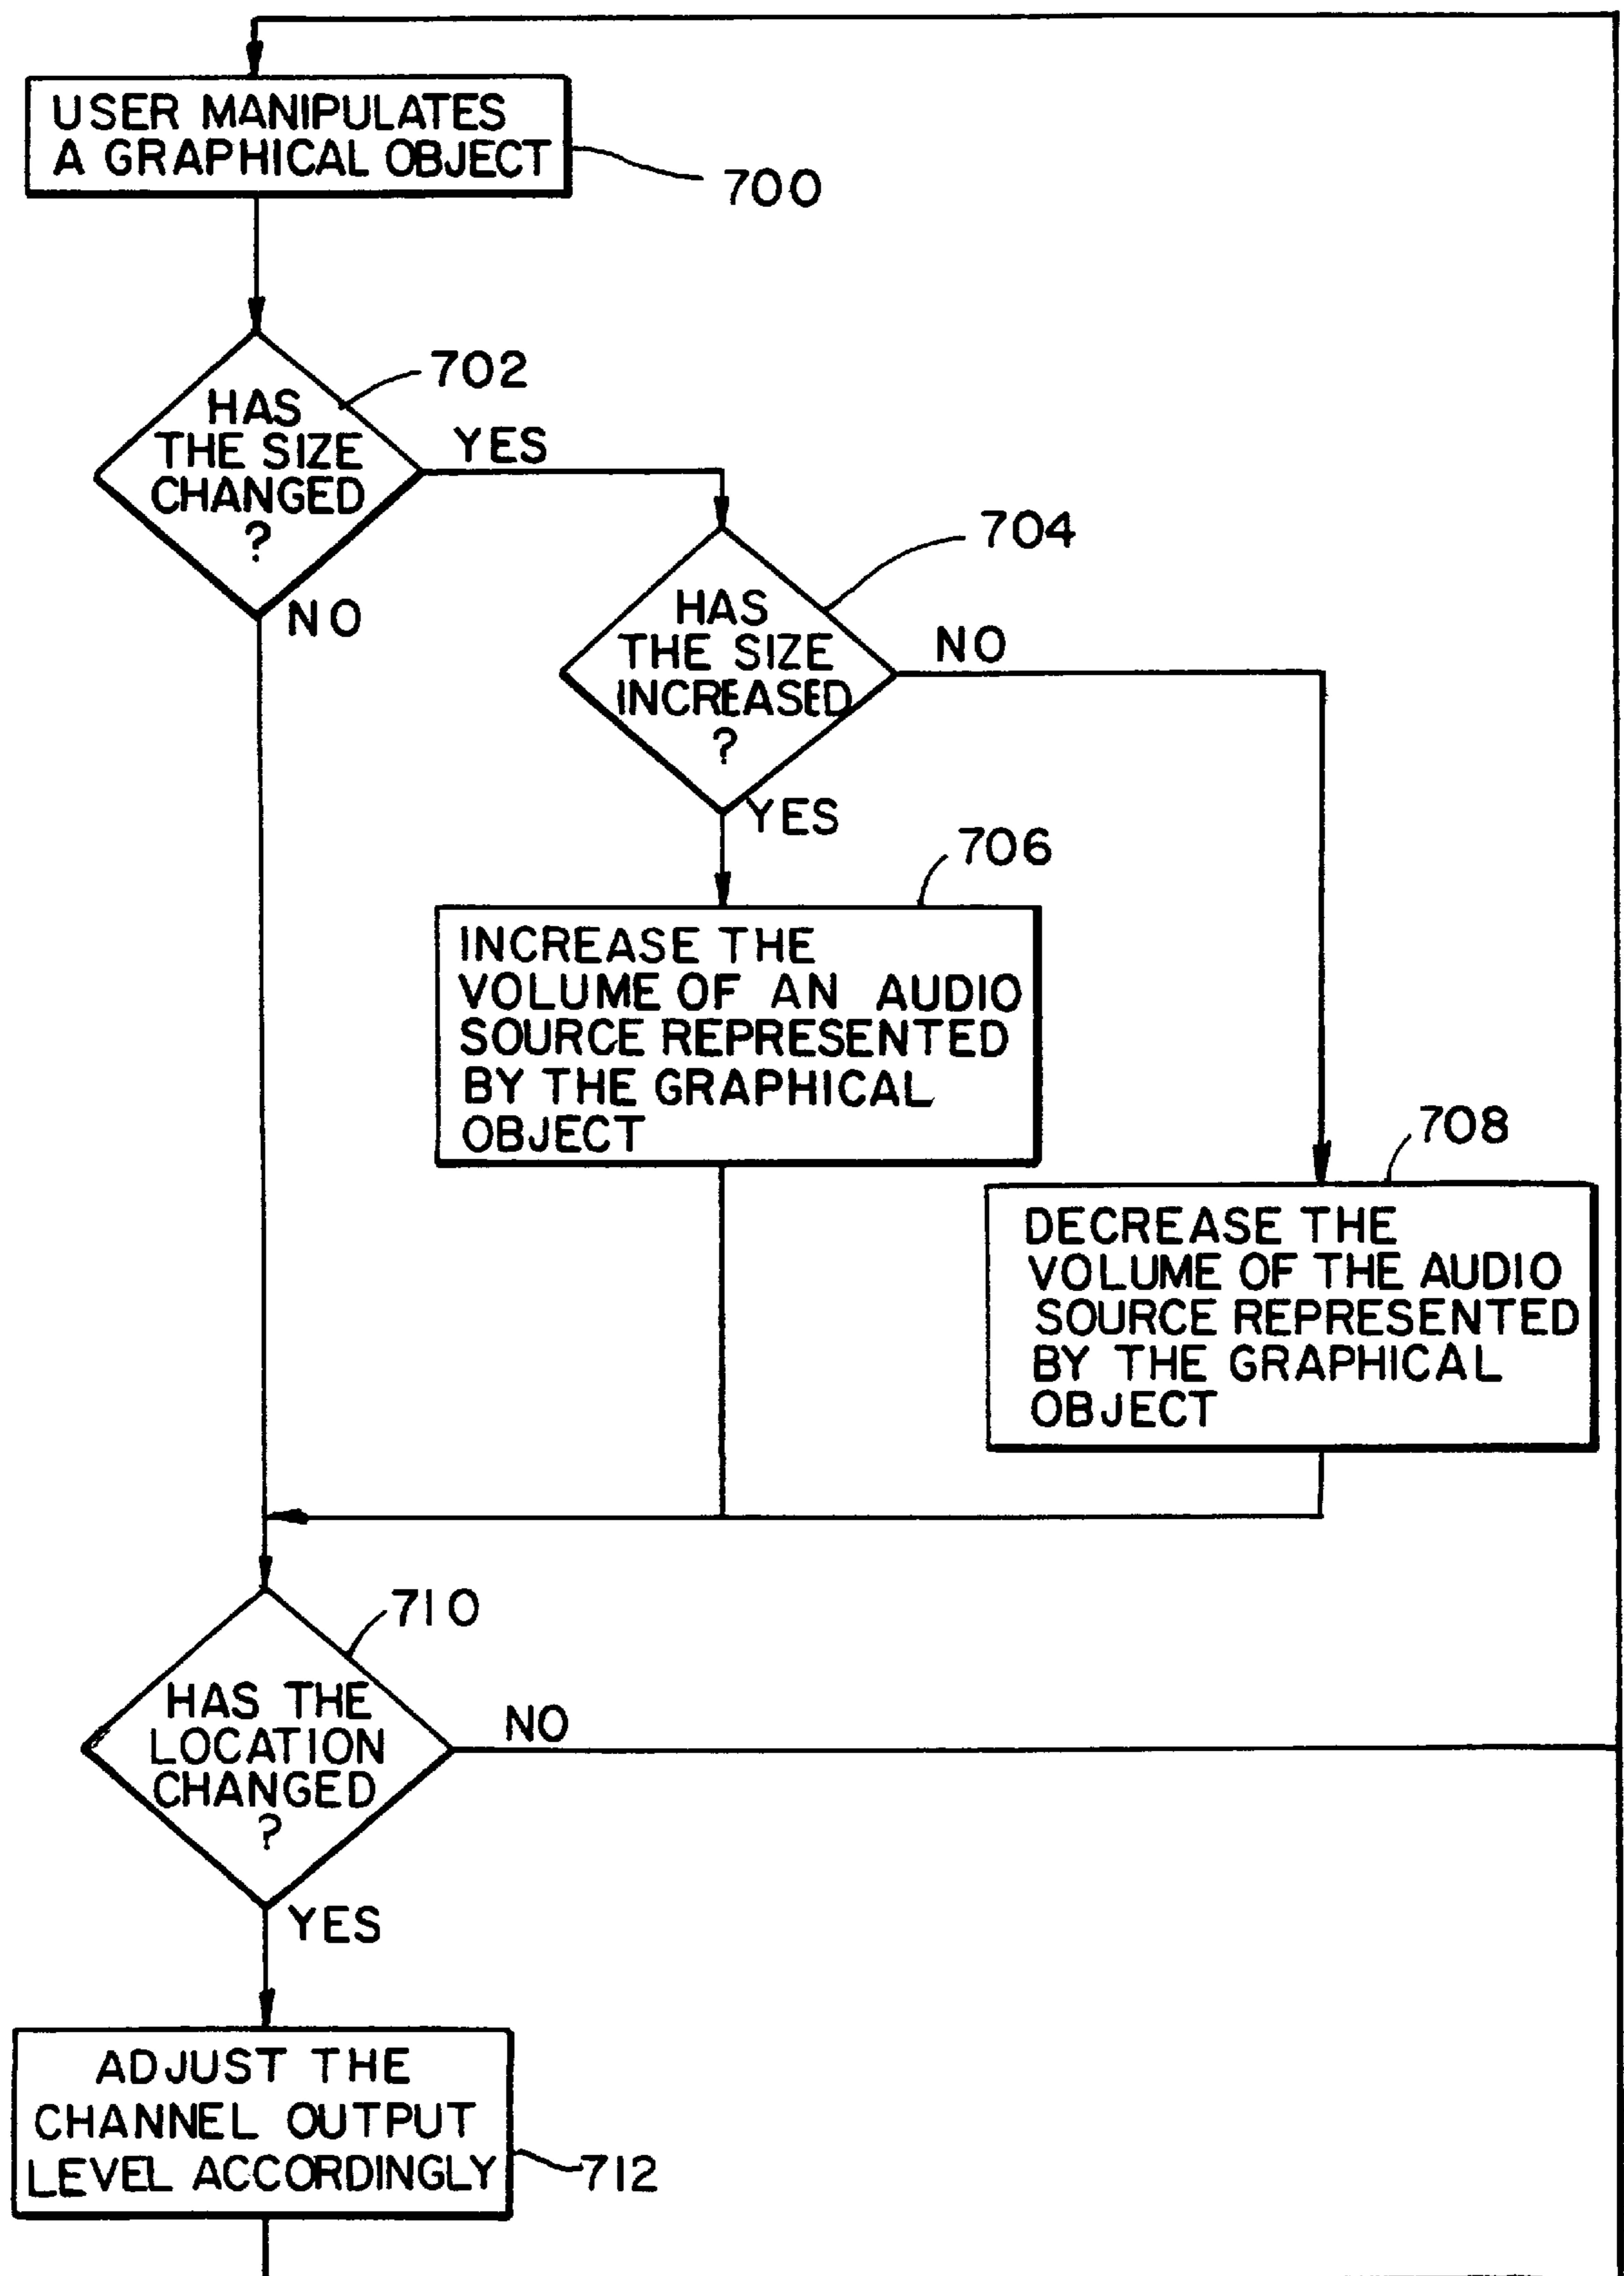 USER MANIPULATES
A GRAPHICAL OBJECT
700
702
HAS
THE SIZE
CHANGED
?
YES
NO
704
HAS
THE SIZE
INCREASED
?
NO
YES
706
INCREASE THE
VOLUME OF AN AUDIO
SOURCE REPRESENTED
BY THE GRAPHICAL
OBJECT
708
DECREASE THE
VOLUME OF THE AUDIO
SOURCE REPRESENTED
BY THE GRAPHICAL
OBJECT
710
HAS THE
LOCATION
CHANGED
?
NO
YES
ADJUST THE
CHANNEL OUTPUT
LEVEL ACCORDINGLY
712